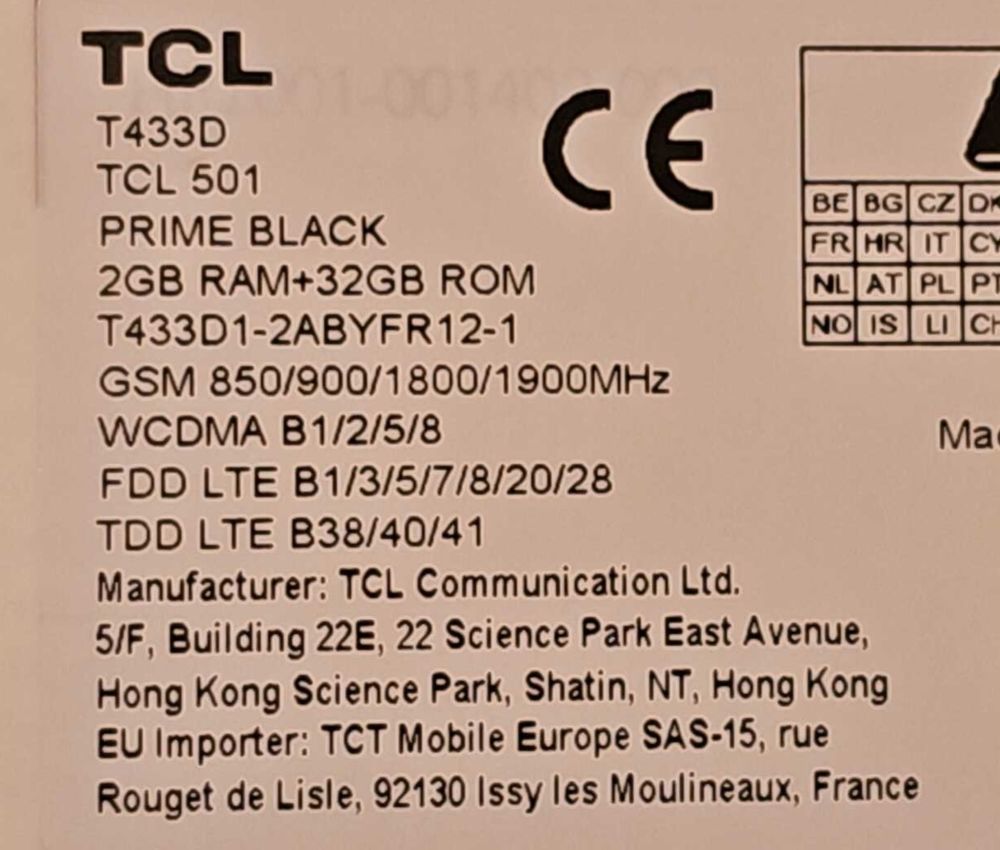 TCL
T433D
TCL 501
PRIME BLACK
2GB RAM+32GB ROM
T433D1-2ABYFR12-1
GSM 850/900/1800/1900MHz
WCDMA B1/2/5/8
FDD LTE B1/3/5/7/8/20/28
TDD LTE B38/40/41
Manufacturer: TCL Communication Ltd.
5/F, Building 22E, 22 Science Park East Avenue,
Hong Kong Science Park, Shatin, NT, Hong Kong
EU Importer: TCT Mobile Europe SAS-15, rue
Rouget de Lisle, 92130 Issy les Moulineaux, France
CE
BE BG CZ
FR HR IT CY
NL AT PL PT
NO IS LI CH